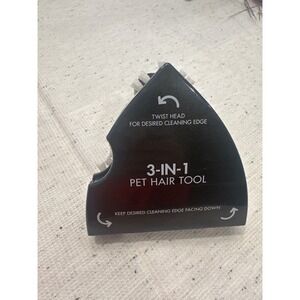 TWIST HEAD
FOR DESIRED CLEANING EDGE
3-IN-1
PET HAIR TOOL
KEEP DESIRED CLEANING EDGE FACING DOWN